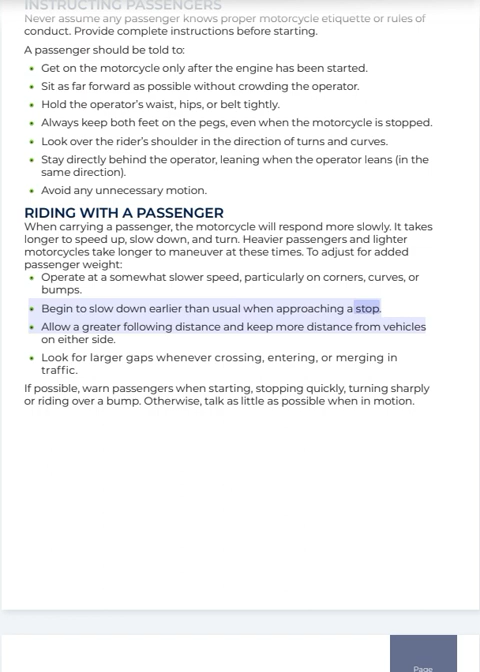 INSTRUCTING PASSENGERS
Never assume any passenger knows proper motorcycle etiquette or rules of
conduct. Provide complete instructions before starting.
A passenger should be told to:
• Get on the motorcycle only after the engine has been started.
• Sit as far forward as possible without crowding the operator.
• Hold the operator’s waist, hips, or belt tightly.
• Always keep both feet on the pegs, even when the motorcycle is stopped.
• Look over the rider’s shoulder in the direction of turns and curves.
• Stay directly behind the operator, leaning when the operator leans (in the
same direction).
• Avoid any unnecessary motion.
RIDING WITH A PASSENGER
When carrying a passenger, the motorcycle will respond more slowly. It takes
longer to speed up, slow down, and turn. Heavier passengers and lighter
motorcycles take longer to maneuver at these times. To adjust for added
passenger weight:
• Operate at a somewhat slower speed, particularly on corners, curves, or
bumps.
• Begin to slow down earlier than usual when approaching a stop.
• Allow a greater following distance and keep more distance from vehicles
on either side.
• Look for larger gaps whenever crossing, entering, or merging in
traffic.
If possible, warn passengers when starting, stopping quickly, turning sharply
or riding over a bump. Otherwise, talk as little as possible when in motion.
Page